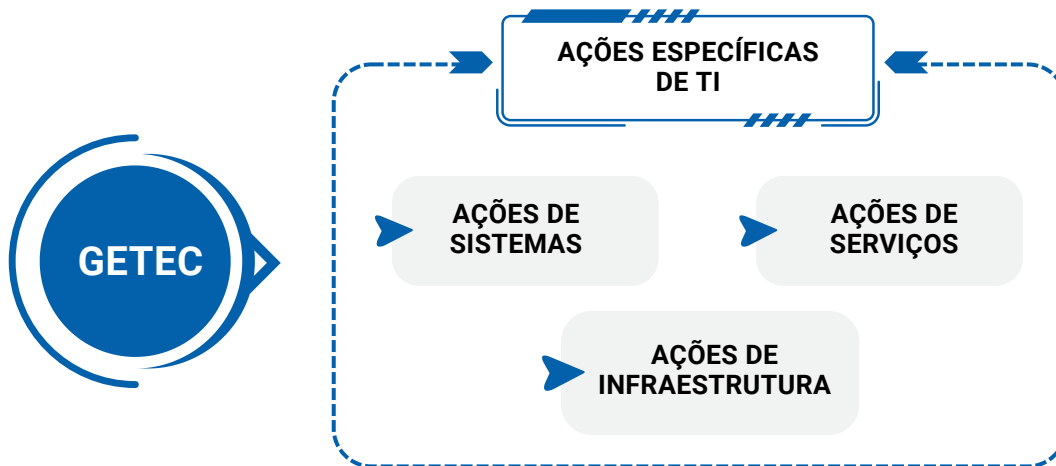 AÇÕES ESPECÍFICAS
DE TI
GETEC
AÇÕES DE
SISTEMAS
AÇÕES DE
SERVIÇOS
AÇÕES DE
INFRAESTRUTURA